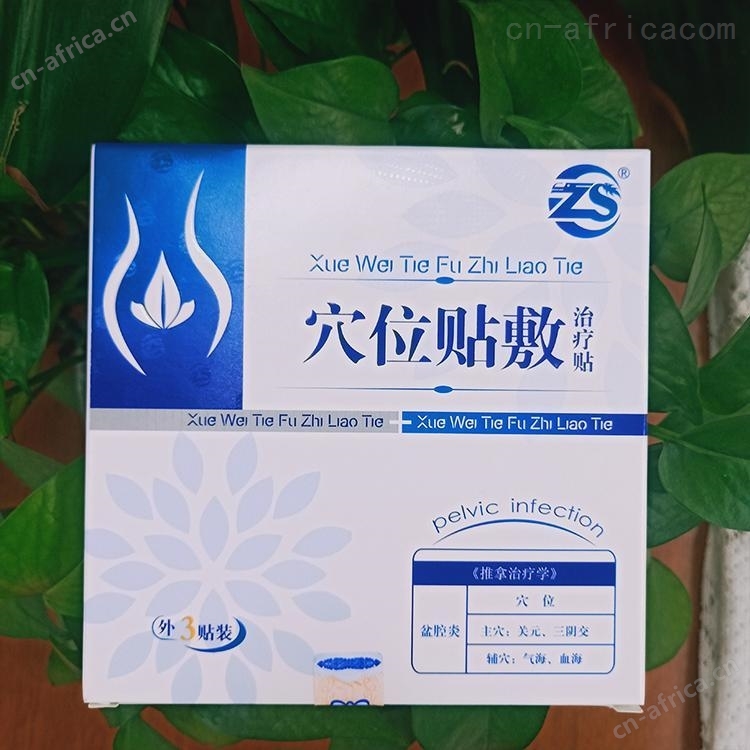 cn-africa.cn
cn-africacom
ZS®
Xue Wei Tie Fu Zhi Liao Tie
穴位贴敷治疗贴
Xue Wei Tie Fu Zhi Liao Tie Xue Wei Tie Fu Zhi Liao Tie
pelvic infection
《推拿治疗学》
穴 位
盆腔炎
主穴：关元、三阴交
辅穴：气海、血海
外3贴装
cn-africa.cn
cn-africa.cn